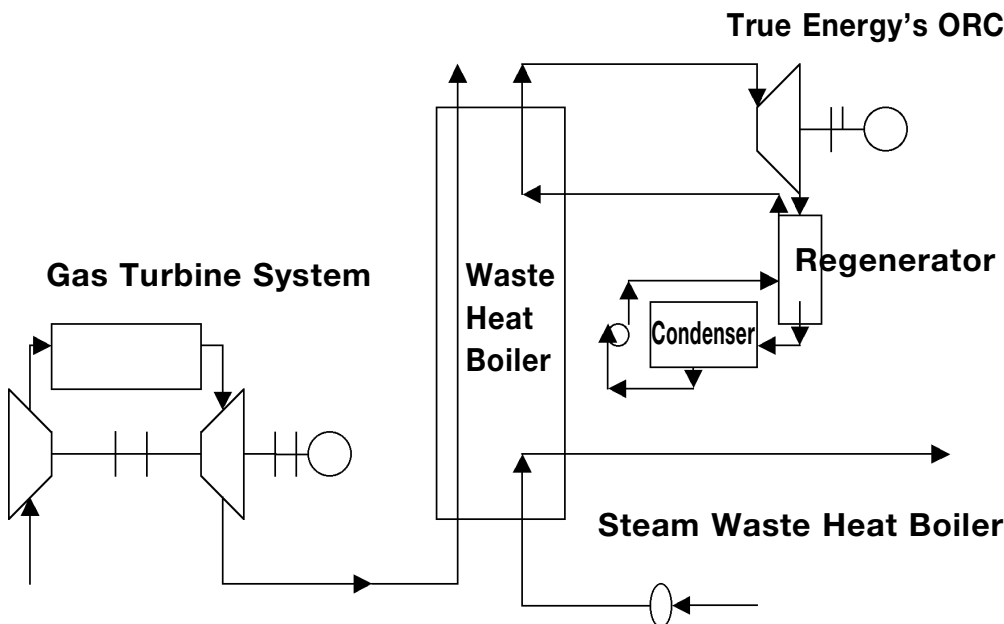 True Energy's ORC
Gas Turbine System
Waste
Heat
Boiler
Regenerator
Condenser
Steam Waste Heat Boiler